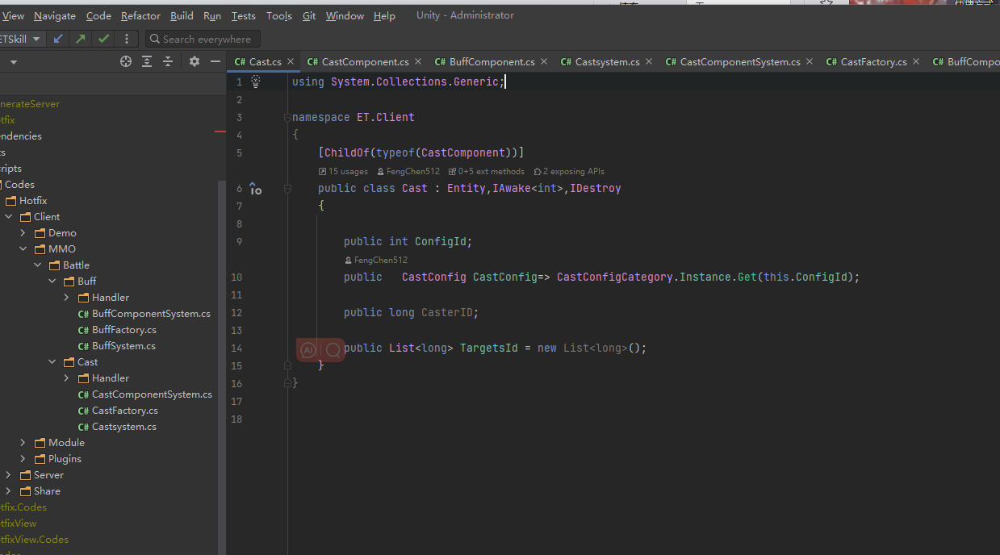 View Navigate Code Refactor Build Run Tests Tools Git Window Help Unity - Administrator
ETSkill Search everywhere
C# Cast.cs C# CastComponent.cs C# BuffComponent.cs C# Castsystem.cs C# CastComponentSystem.cs C# CastFactory.cs C# BuffCompo
nerateServer
tfix
endencies
ts
ripts
Codes
Hotfix
Client
Demo
MMO
Battle
Buff
Handler
C# BuffComponentSystem.cs
C# BuffFactory.cs
C# BuffSystem.cs
Cast
Handler
C# CastComponentSystem.cs
C# CastFactory.cs
C# Castsystem.cs
Module
Plugins
Server
Share
tfix.Codes
tfixView
tfixView.Codes
1 using System.Collections.Generic;
2
3 namespace ET.Client
4 {
5 [ChildOf(typeof(CastComponent))]
15 usages FengChen512 0+5 ext methods 2 exposing APIs
6 public class Cast : Entity,IAwake<int>,IDestroy
7 {
8
9 public int ConfigId;
FengChen512
10 public CastConfig CastConfig=> CastConfigCategory.Instance.Get(this.ConfigId);
11
12 public long CasterID;
13
14 AI public List<long> TargetsId = new List<long>();
15 }
16 }
17
18